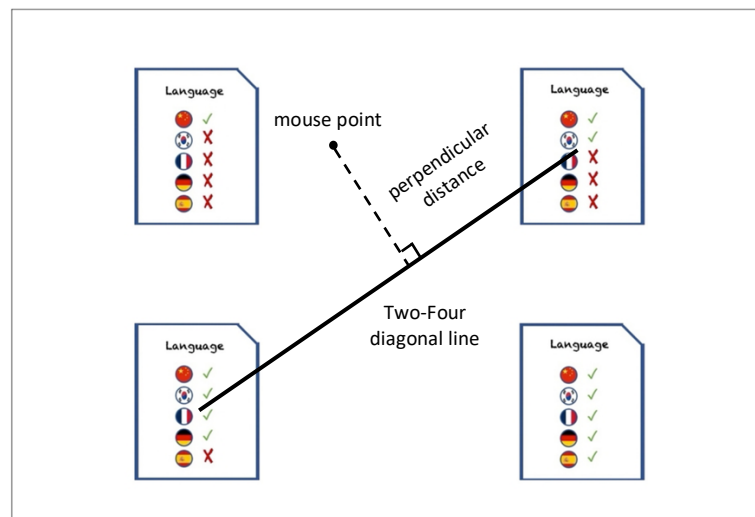 Language
Language
mouse point
perpendicular
distance
Two-Four
diagonal line
Language
Language